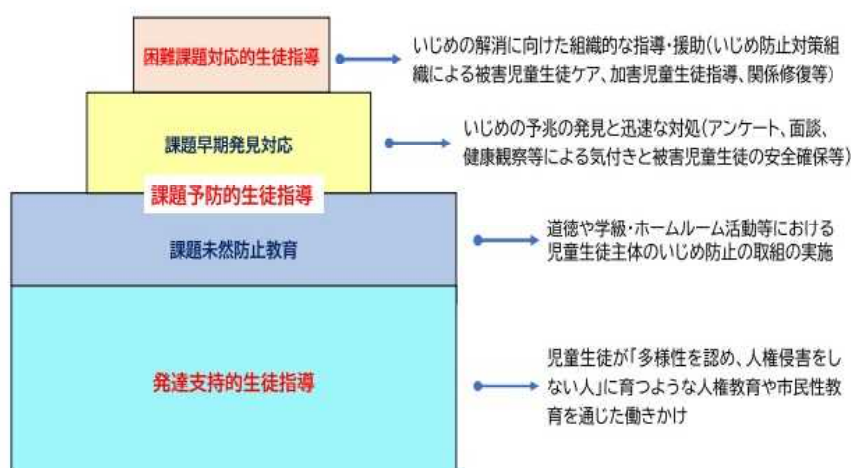 困難課題対応的生徒指導
いじめの解消に向けた組織的な指導・援助(いじめ防止対策組
織による被害児童生徒ケア、加害児童生徒指導、関係修復等)
課題早期発見対応
いじめの予兆の発見と迅速な対処(アンケート、面談、
健康観察等による気付きと被害児童生徒の安全確保等)
課題予防的生徒指導
課題未然防止教育
道徳や学級・ホームルーム活動等における
児童生徒主体のいじめ防止の取組の実施
発達支持的生徒指導
児童生徒が「多様性を認め、人権侵害をし
ない人」に育つような人権教育や市民性教
育を通じた働きかけ